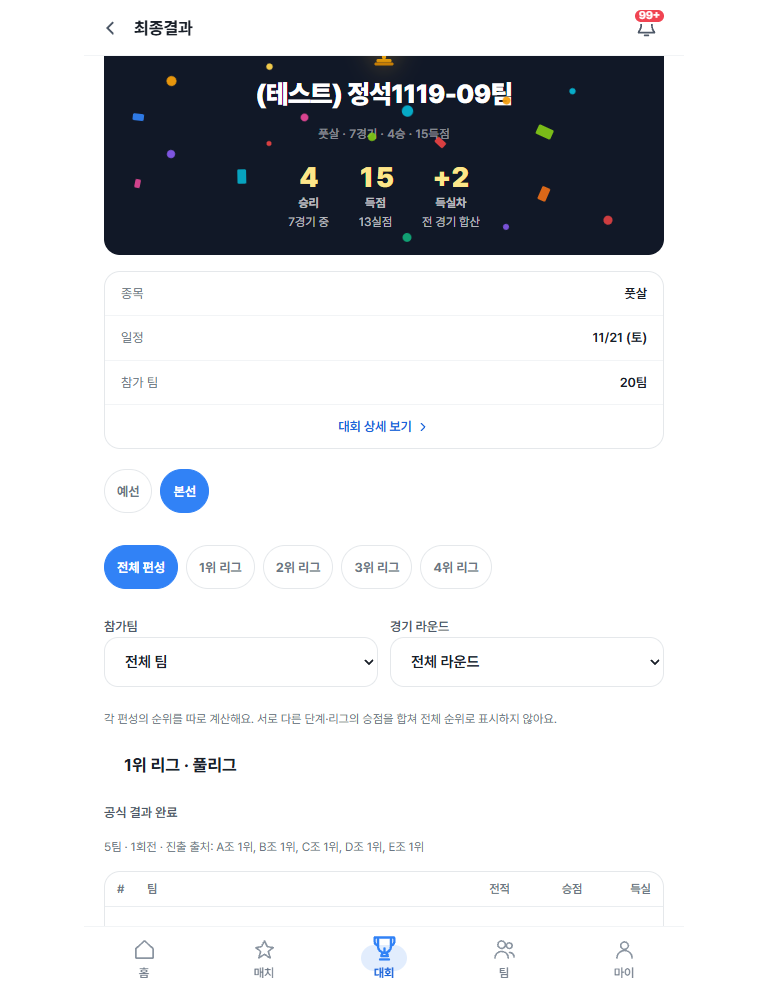 최종결과
99+
(테스트) 정석1119-09팀
풋살 · 7경기 · 4승 · 15득점
4 15 +2
승리 득점 득실차
7경기 중 13실점 전 경기 합산
종목 풋살
일정 11/21 (토)
참가 팀 20팀
대회 상세 보기
예선 본선
전체 편성 1위 리그 2위 리그 3위 리그 4위 리그
참가팀 경기 라운드
전체 팀 전체 라운드
각 편성의 순위를 따로 계산해요. 서로 다른 단계·리그의 승점을 합쳐 전체 순위로 표시하지 않아요.
1위 리그 · 풀리그
공식 결과 완료
5팀 · 1회전 · 진출 출처: A조 1위, B조 1위, C조 1위, D조 1위, E조 1위
# 팀 전적 승점 득실
홈 매치 대회 팀 마이